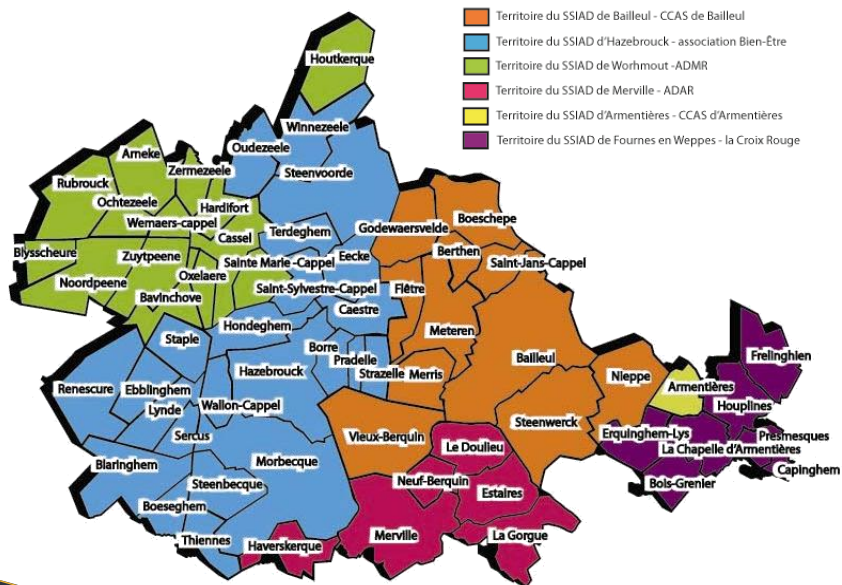 Territoire du SSIAD de Bailleul - CCAS de Bailleul
Territoire du SSIAD d'Hazebrouck - association Bien-Être
Territoire du SSIAD de Worhmout -ADMR
Territoire du SSIAD de Merville - ADAR
Territoire du SSIAD d'Armentières - CCAS d'Armentières
Territoire du SSIAD de Fournes en Weppes - la Croix Rouge
Houtkerque
Winnezeele
Oudezeele
Arneke
Zermezeele
Steenvoorde
Rubrouck
Ochtezeele
Hardifort
Boeschepe
Wemaers-cappel
Terdeghem
Godewaersvelde
Cassel
Blysscheure
Zuytpeene
Sainte Marie -Cappel
Eecke
Berthen
Saint-Jans-Cappel
Oxelaere
Noordpeene
Saint-Sylvestre-Cappel
Flêtre
Bavinchove
Caestre
Hondeghem
Meteren
Staple
Borre
Pradelle
Bailleul
Frelinghien
Hazebrouck
Strazelle
Merris
Nieppe
Renescure
Ebblinghem
Armentières
Lynde
Wallon-Cappel
Houplines
Steenwerck
Sercus
Vieux-Berquin
Erquinghem-Lys
Presmesques
Le Doulieu
La Chapelle d'Armentières
Blaringhem
Morbecque
Capinghem
Steenbecque
Neuf-Berquin
Bois-Grenier
Estaires
Boeseghem
Merville
La Gorgue
Thiennes
Haverskerque